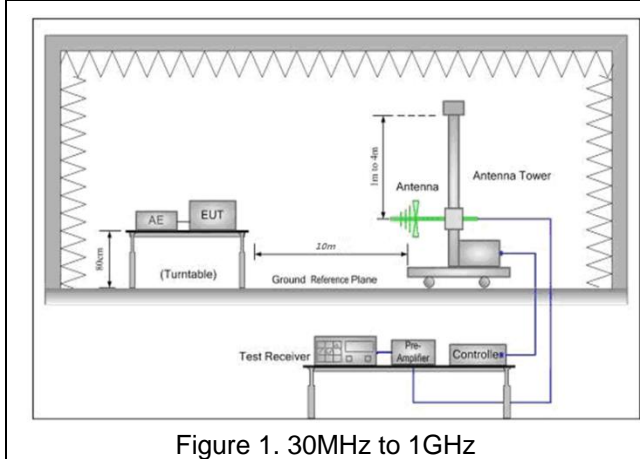 1m to 4m
Antenna
Antenna Tower
AE
EUT
10m
80cm
(Turntable)
Ground Reference Plane
Test Receiver
Pre-
Amplifier
Controller
Figure 1. 30MHz to 1GHz